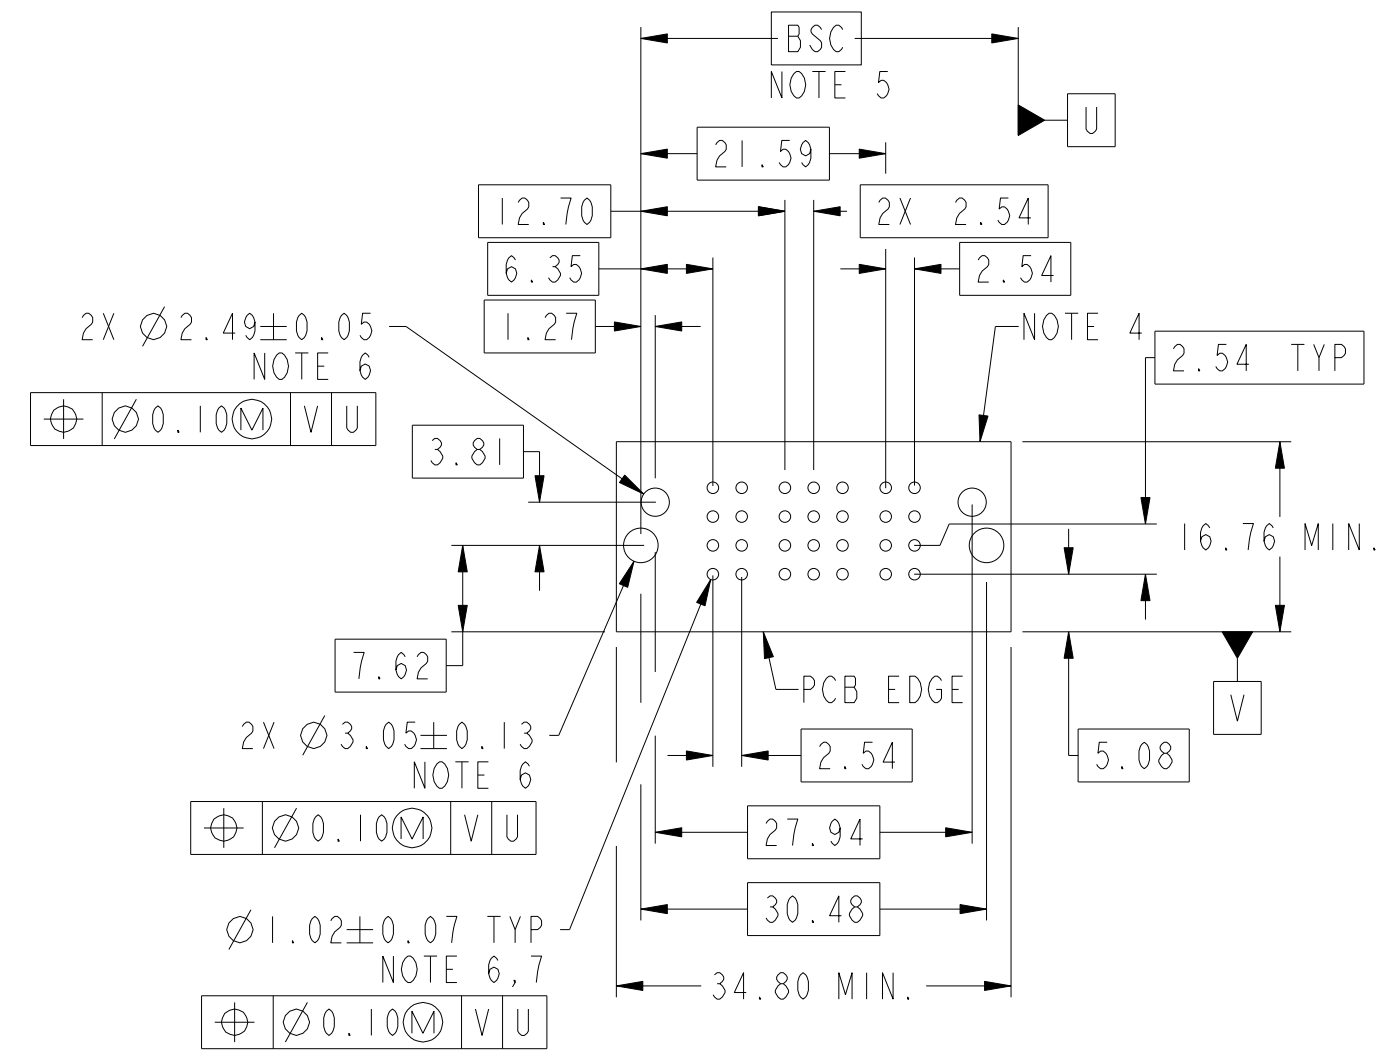 BSC
NOTE 5
U
21.59
12.70
2X 2.54
6.35
2.54
1.27
2X ⌀2.49±0.05
NOTE 6
NOTE 4
2.54 TYP
⌖ ⌀0.10Ⓜ V U
3.81
16.76 MIN.
7.62
PCB EDGE
V
2X ⌀3.05±0.13
NOTE 6
2.54
5.08
⌖ ⌀0.10Ⓜ V U
27.94
30.48
⌀1.02±0.07 TYP
NOTE 6,7
34.80 MIN.
⌖ ⌀0.10Ⓜ V U